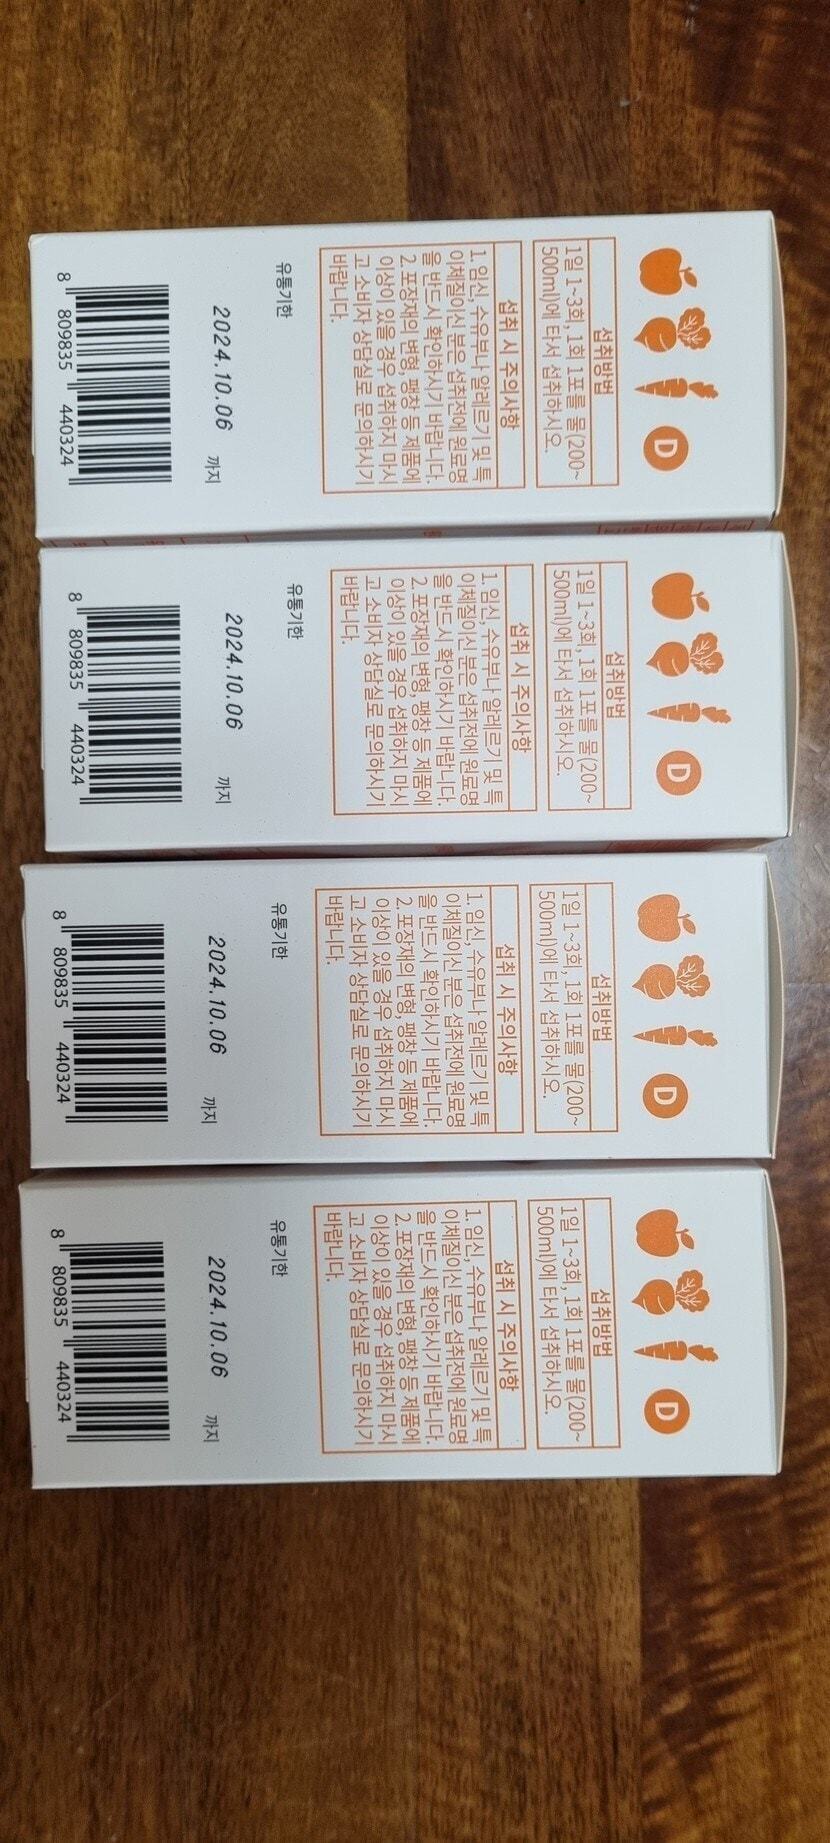 D
섭취방법
1일 1~3회, 1회 1포를 물(200~
500ml)에 타서 섭취하시오.
섭취 시 주의사항
1. 임신, 수유부나 알레르기 및 특
이체질이신 분은 섭취전에 원료명
을 반드시 확인하시기 바랍니다.
2. 포장재의 변형, 팽창 등 제품에
이상이 있을 경우 섭취하지 마시
고 소비자 상담실로 문의하시기
바랍니다.
유통기한
2024.10.06 까지
8 809835 440324
D
섭취방법
1일 1~3회, 1회 1포를 물(200~
500ml)에 타서 섭취하시오.
섭취 시 주의사항
1. 임신, 수유부나 알레르기 및 특
이체질이신 분은 섭취전에 원료명
을 반드시 확인하시기 바랍니다.
2. 포장재의 변형, 팽창 등 제품에
이상이 있을 경우 섭취하지 마시
고 소비자 상담실로 문의하시기
바랍니다.
유통기한
2024.10.06 까지
8 809835 440324
D
섭취방법
1일 1~3회, 1회 1포를 물(200~
500ml)에 타서 섭취하시오.
섭취 시 주의사항
1. 임신, 수유부나 알레르기 및 특
이체질이신 분은 섭취전에 원료명
을 반드시 확인하시기 바랍니다.
2. 포장재의 변형, 팽창 등 제품에
이상이 있을 경우 섭취하지 마시
고 소비자 상담실로 문의하시기
바랍니다.
유통기한
2024.10.06 까지
8 809835 440324
D
섭취방법
1일 1~3회, 1회 1포를 물(200~
500ml)에 타서 섭취하시오.
섭취 시 주의사항
1. 임신, 수유부나 알레르기 및 특
이체질이신 분은 섭취전에 원료명
을 반드시 확인하시기 바랍니다.
2. 포장재의 변형, 팽창 등 제품에
이상이 있을 경우 섭취하지 마시
고 소비자 상담실로 문의하시기
바랍니다.
유통기한
2024.10.06 까지
8 809835 440324